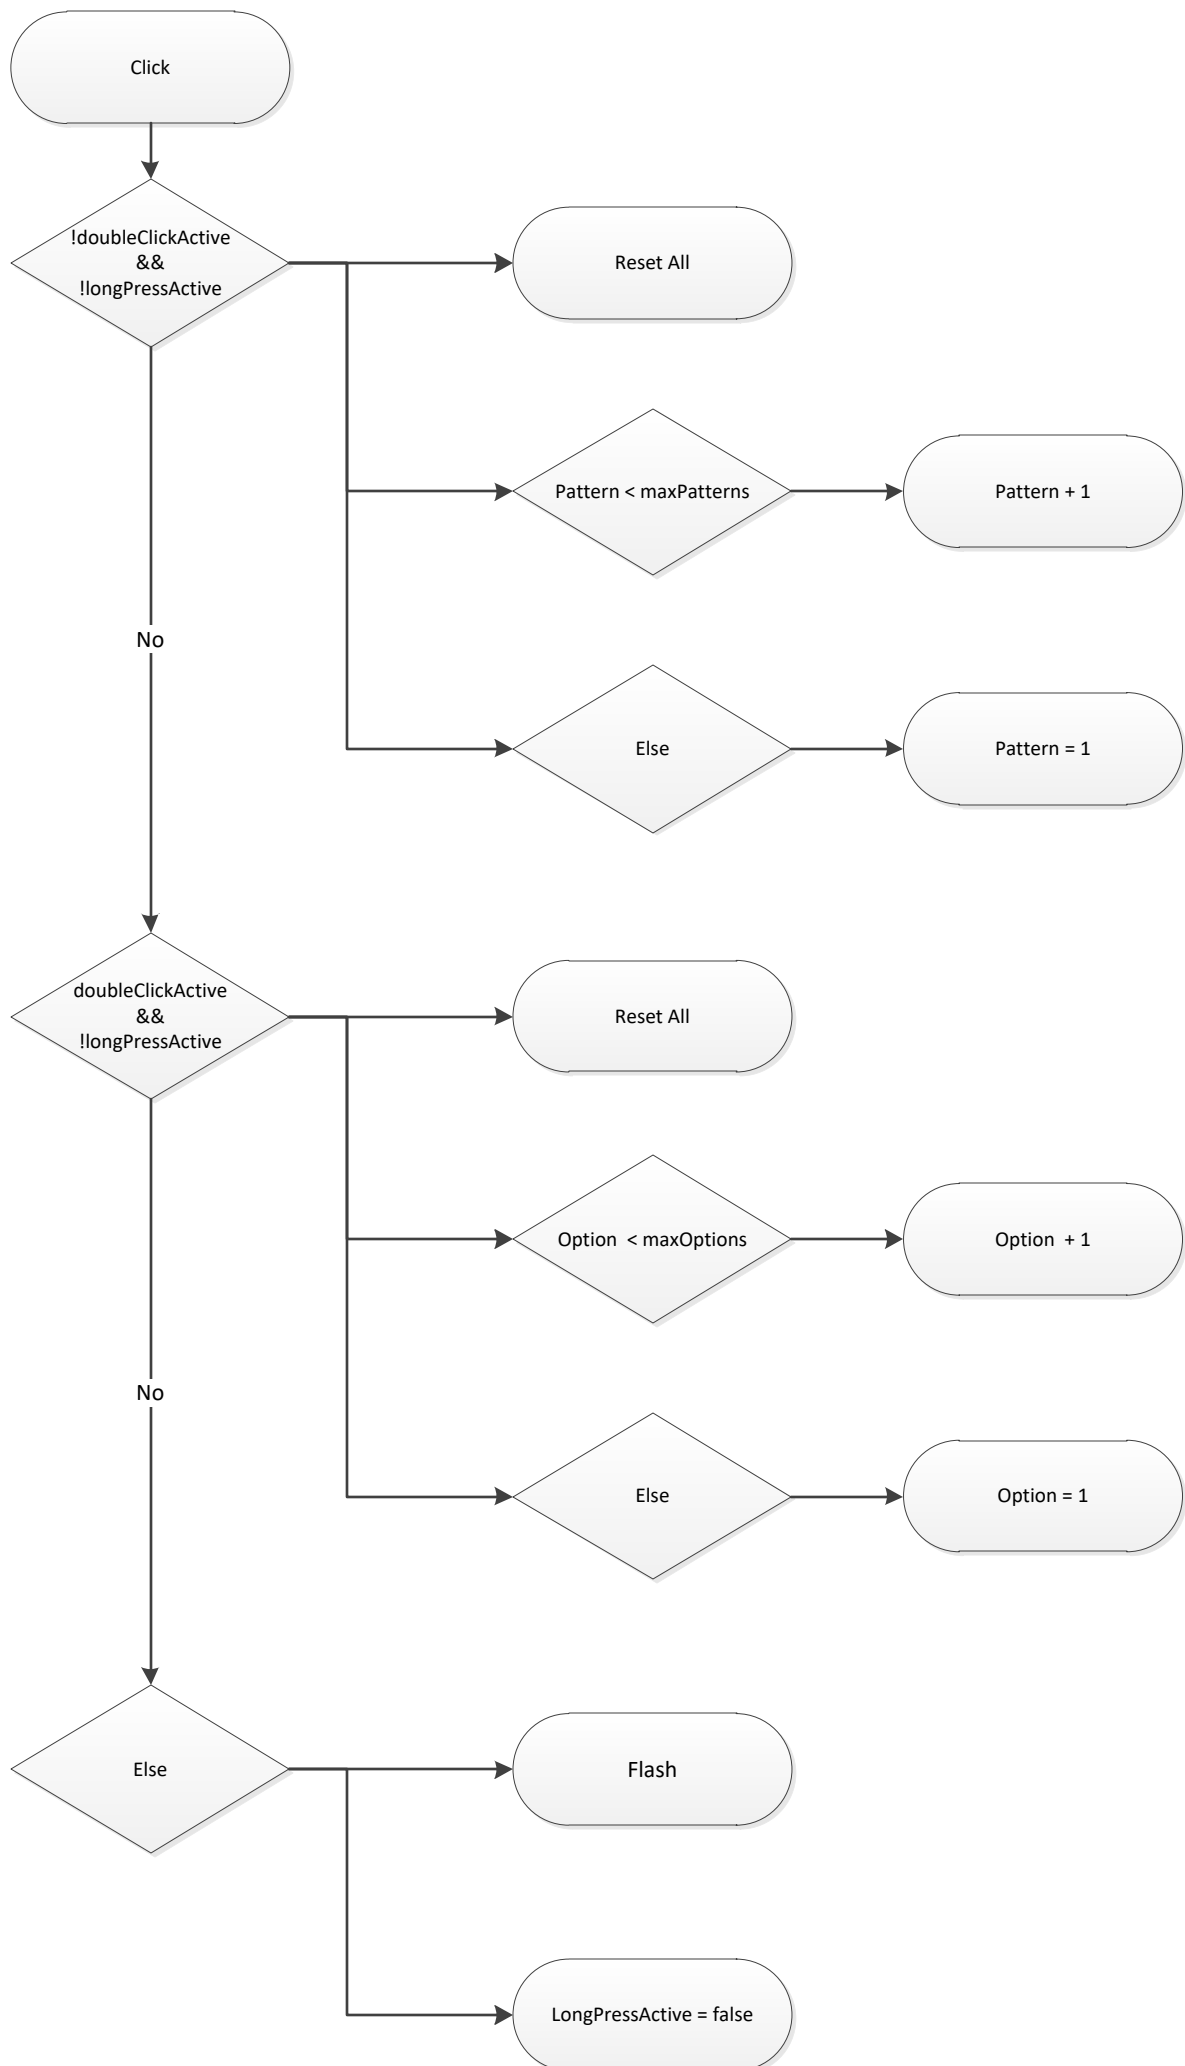 Click
!doubleClickActive
&&
!longPressActive
Reset All
Pattern < maxPatterns
Pattern + 1
No
Else
Pattern = 1
doubleClickActive
&&
!longPressActive
Reset All
Option  < maxOptions
Option  + 1
No
Else
Option = 1
Else
Flash
LongPressActive = false